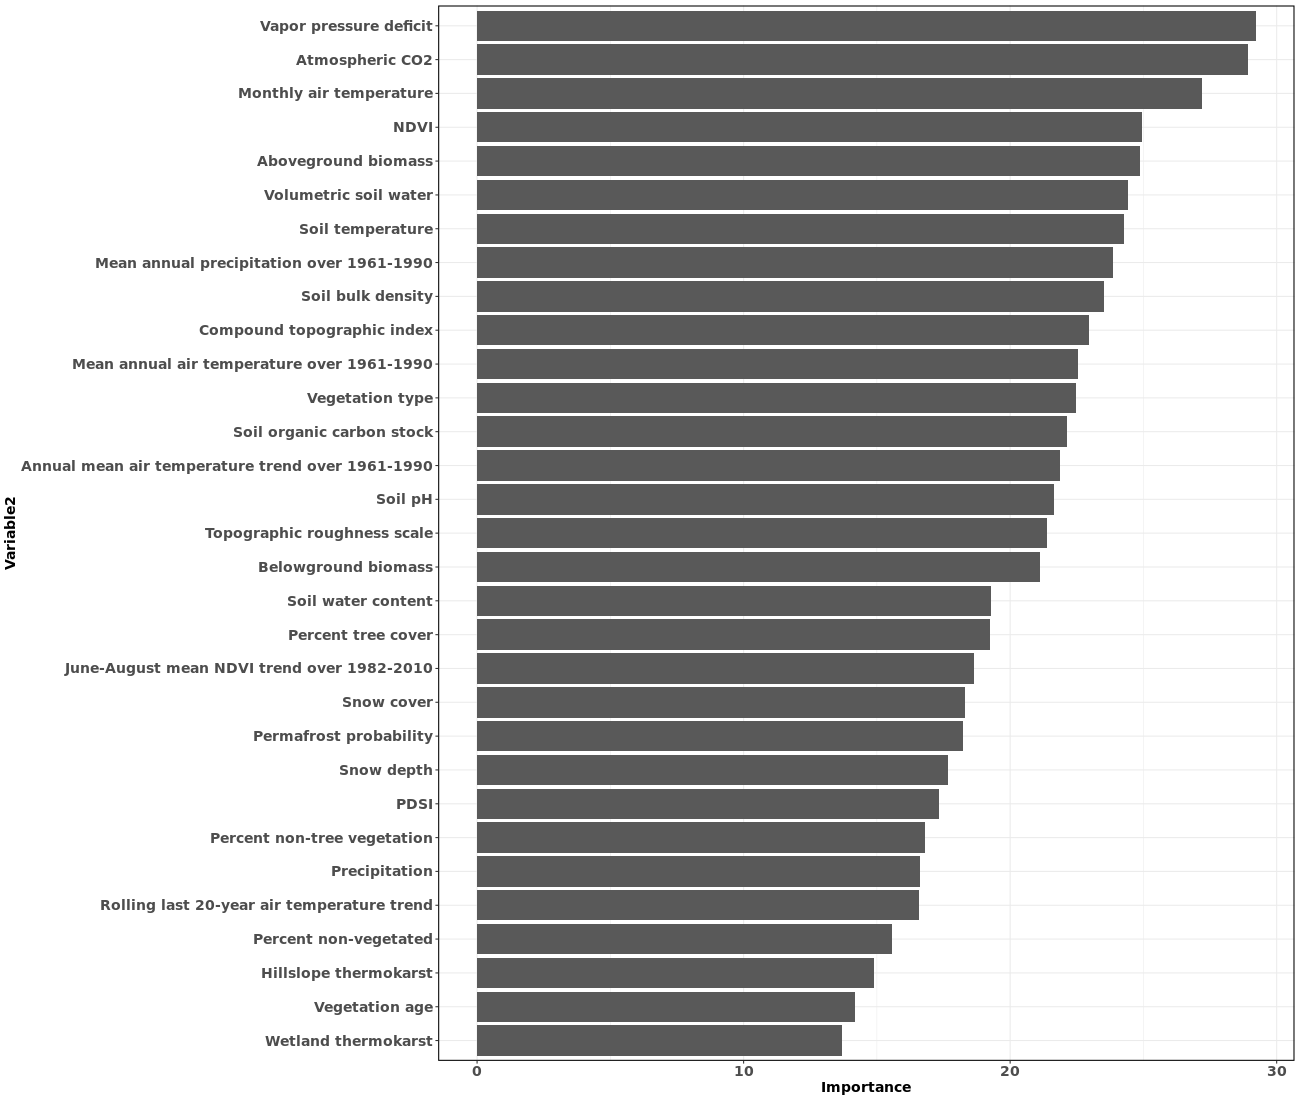 Vapor pressure deficit
Atmospheric CO2
Monthly air temperature
NDVI
Aboveground biomass
Volumetric soil water
Soil temperature
Mean annual precipitation over 1961-1990
Soil bulk density
Compound topographic index
Mean annual air temperature over 1961-1990
Vegetation type
Soil organic carbon stock
Annual mean air temperature trend over 1961-1990
Soil pH
Topographic roughness scale
Belowground biomass
Soil water content
Percent tree cover
June-August mean NDVI trend over 1982-2010
Snow cover
Permafrost probability
Snow depth
PDSI
Percent non-tree vegetation
Precipitation
Rolling last 20-year air temperature trend
Percent non-vegetated
Hillslope thermokarst
Vegetation age
Wetland thermokarst
Variable2
0 10 20 30
Importance